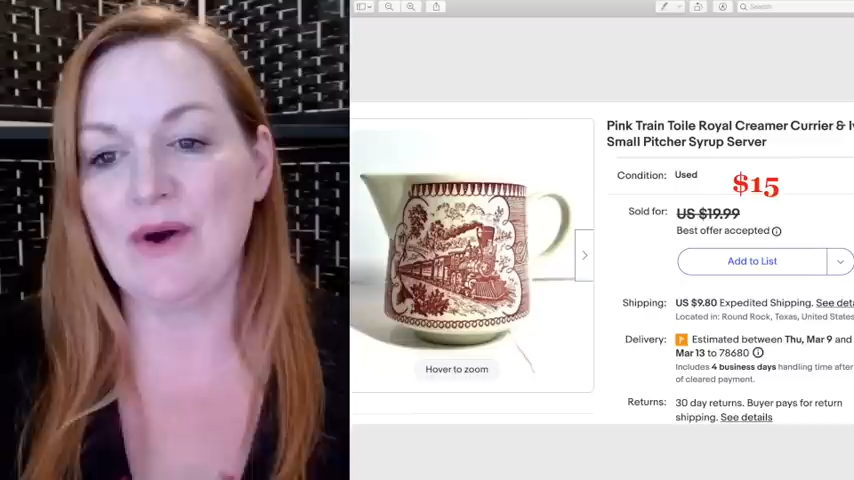 Search
Pink Train Toile Royal Creamer Currier & I
Small Pitcher Syrup Server
Condition: Used
$15
Sold for: US $19.99
Best offer accepted
Add to List
Shipping: US $9.80 Expedited Shipping. See deta
Located in: Round Rock, Texas, United States
Delivery: Estimated between Thu, Mar 9 and
Mar 13 to 78680
Includes 4 business days handling time after
of cleared payment.
Returns: 30 day returns. Buyer pays for return
shipping. See details
Hover to zoom